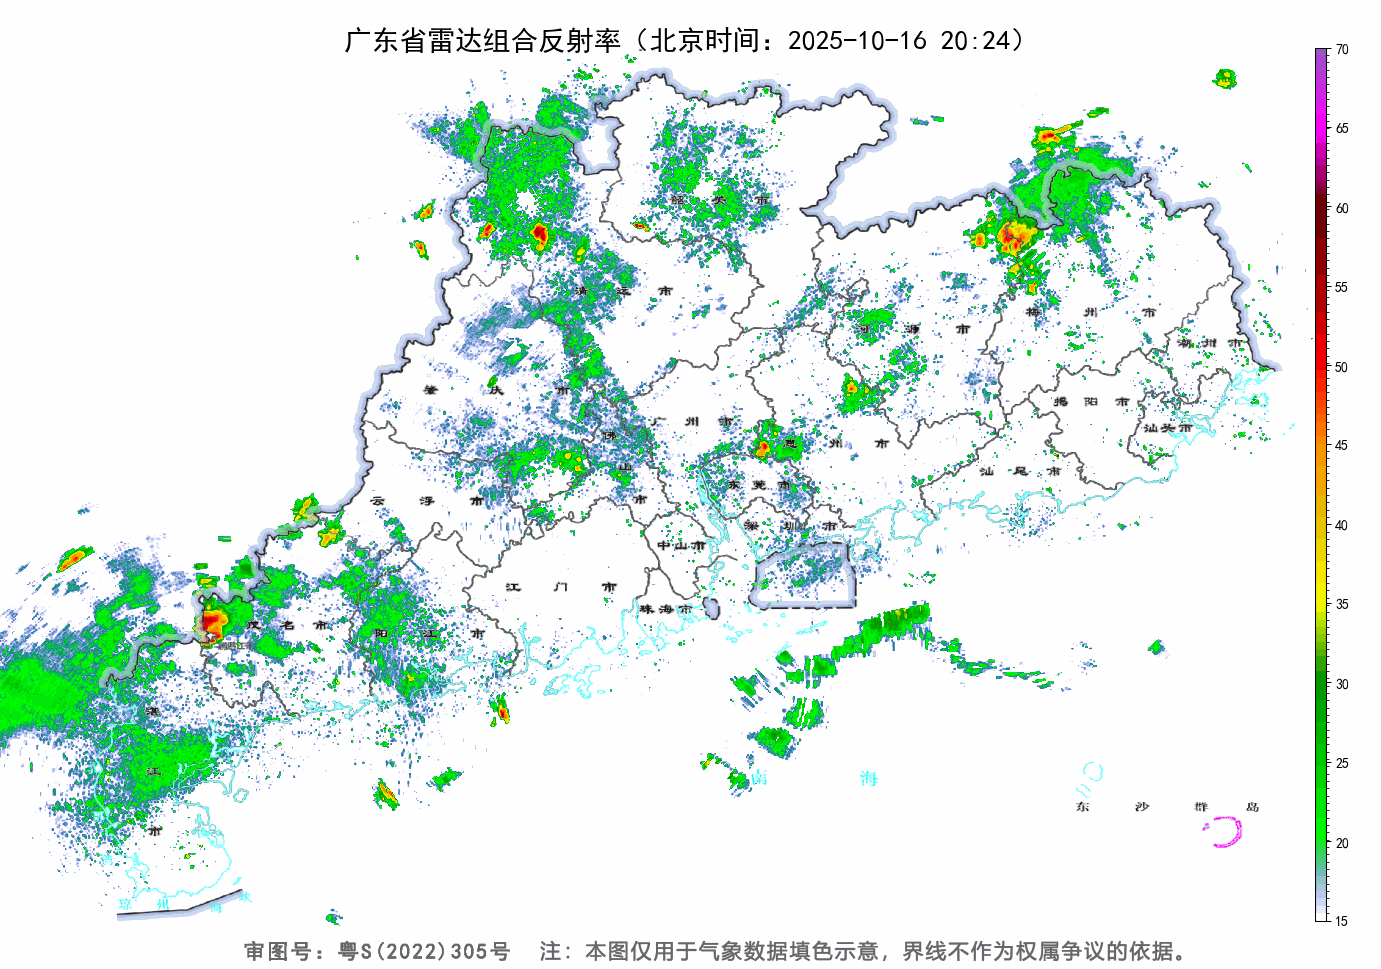 广东省雷达组合反射率（北京时间：2025-10-16 20:24）
70
65
60
55
50
45
40
35
30
25
20
15
韶关市
清远市
河源市
梅州市
潮州市
肇庆市
广州市
揭阳市
汕头市
佛山市
惠州市
汕尾市
云浮市
东莞市
深圳市
中山市
江门市
珠海市
茂名市
阳江市
湛江市
南海
东沙群岛
琼州海峡
审图号：粤S(2022)305号 注：本图仅用于气象数据填色示意，界线不作为权属争议的依据。